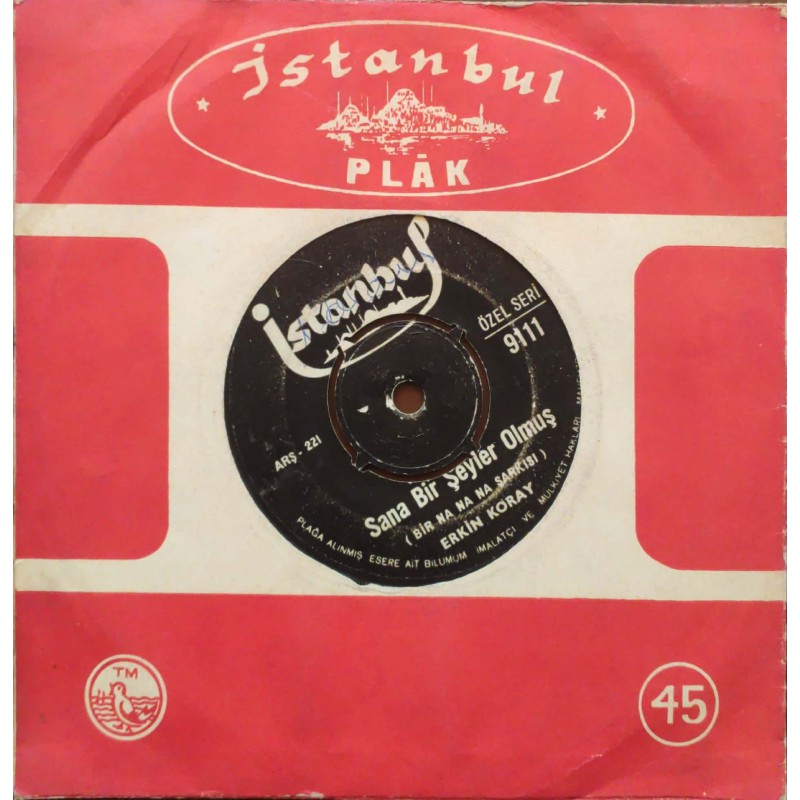 İstanbul
PLÂK
İstanbul
ÖZEL SERİ
9111
ARŞ - 221
Sana Bir Şeyler Olmuş
( BİR NA NA NA ŞARKISI )
ERKİN KORAY
PLAĞA ALINMIŞ ESERE AİT BİLUMUM İMALATÇI VE MÜLKİYET HAKLARI
TM
45